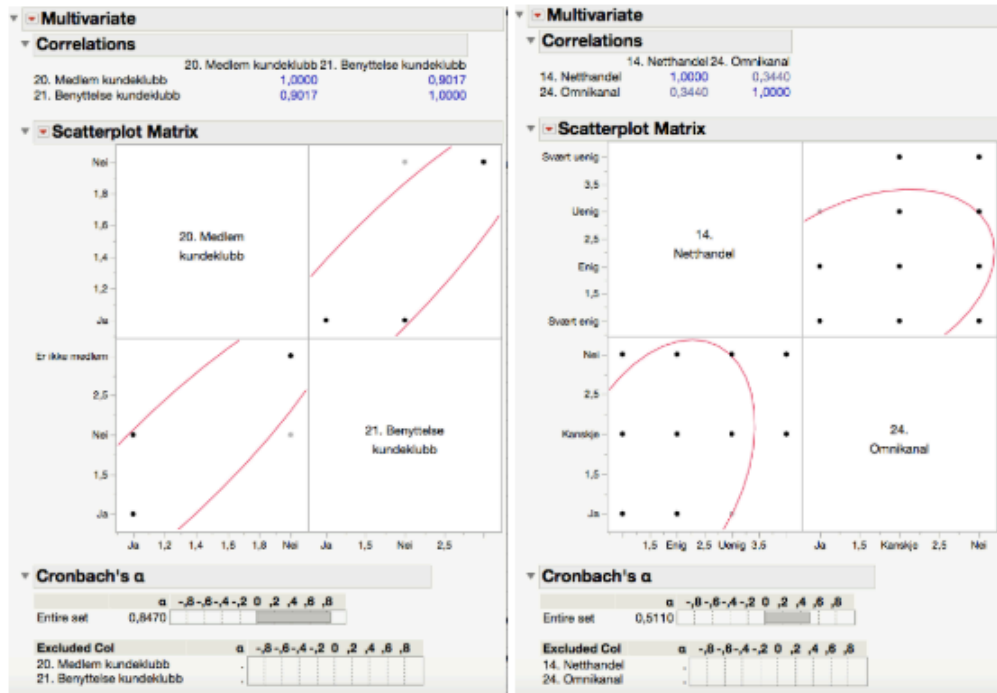 Multivariate
Correlations
20. Medlem kundeklubb 21. Benyttelse kundeklubb
20. Medlem kundeklubb 1,0000 0,9017
21. Benyttelse kundeklubb 0,9017 1,0000
Scatterplot Matrix
Nei
1,8
1,6
1,4
1,2
Ja
20. Medlem
kundeklubb
Er ikke medlem
2,5
Nei
1,5
Ja
21. Benyttelse
kundeklubb
Ja 1,2 1,4 1,6 1,8 Nei Ja 1,5 Nei 2,5
Cronbach's α
α -,8 -,6 -,4 -,2 0 ,2 ,4 ,6 ,8
Entire set 0,8470
Excluded Col α -,8 -,6 -,4 -,2 0 ,2 ,4 ,6 ,8
20. Medlem kundeklubb .
21. Benyttelse kundeklubb .
Multivariate
Correlations
14. Netthandel 24. Omnikanal
14. Netthandel 1,0000 0,3440
24. Omnikanal 0,3440 1,0000
Scatterplot Matrix
Svært uenig
3,5
Uenig
2,5
Enig
1,5
Svært enig
14.
Netthandel
Nei
2,5
Kanskje
1,5
Ja
24.
Omnikanal
1,5 Enig 2,5 Uenig 3,5 Ja 1,5 Kanskje 2,5 Nei
Cronbach's α
α -,8 -,6 -,4 -,2 0 ,2 ,4 ,6 ,8
Entire set 0,5110
Excluded Col α -,8 -,6 -,4 -,2 0 ,2 ,4 ,6 ,8
14. Netthandel .
24. Omnikanal .